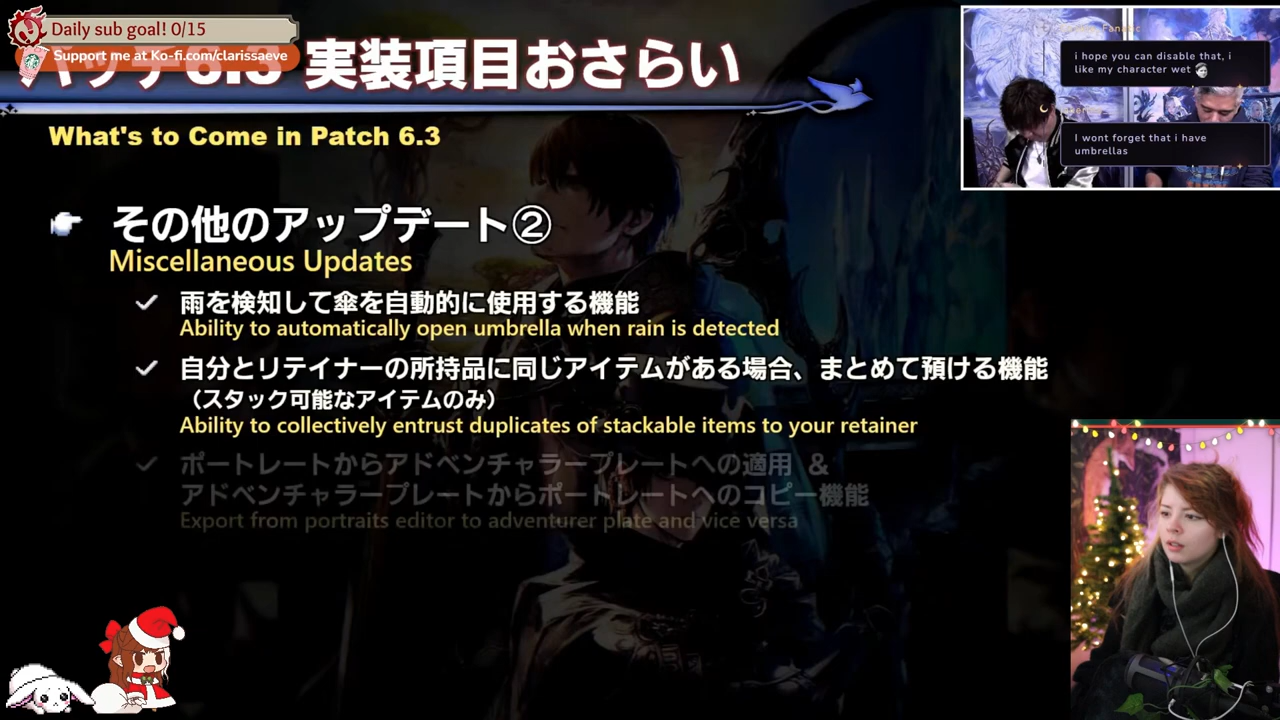 Daily sub goal! 0/15
Support me at Ko-fi.com/clarissaeve
パッチ6.3 実装項目おさらい
What's to Come in Patch 6.3
i hope you can disable that, i
like my character wet
I wont forget that i have
umbrellas
その他のアップデート②
Miscellaneous Updates
雨を検知して傘を自動的に使用する機能
Ability to automatically open umbrella when rain is detected
自分とリテイナーの所持品に同じアイテムがある場合、まとめて預ける機能
（スタック可能なアイテムのみ）
Ability to collectively entrust duplicates of stackable items to your retainer
ポートレートからアドベンチャラープレートへの適用 &
アドベンチャラープレートからポートレートへのコピー機能
Export from portraits editor to adventurer plate and vice versa